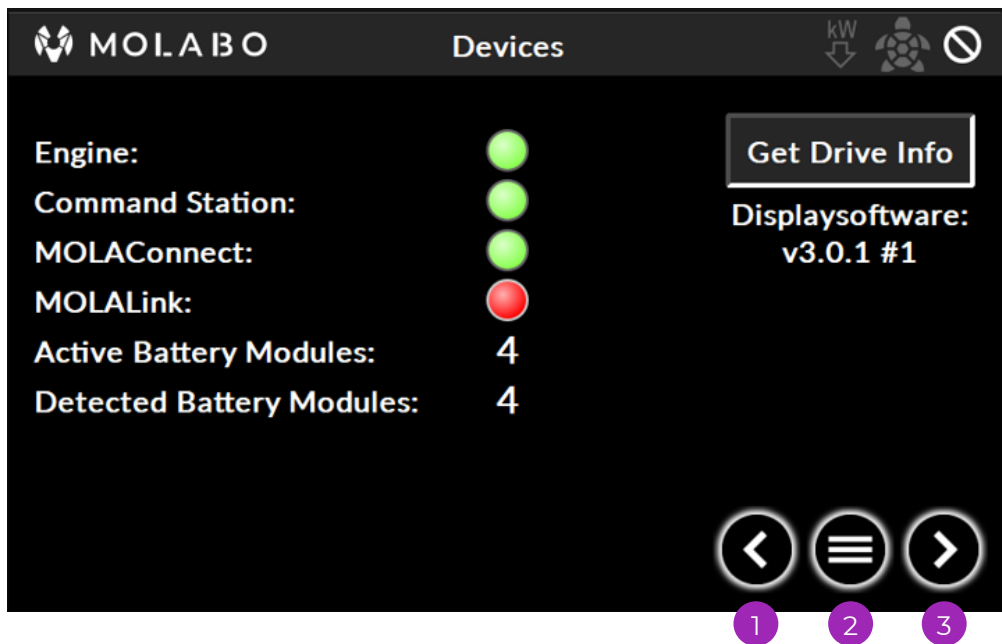 MOLABO
Devices
kW
Engine:
Command Station:
MOLAConnect:
MOLALink:
Active Battery Modules: 4
Detected Battery Modules: 4
Get Drive Info
Displaysoftware:
v3.0.1 #1
1
2
3